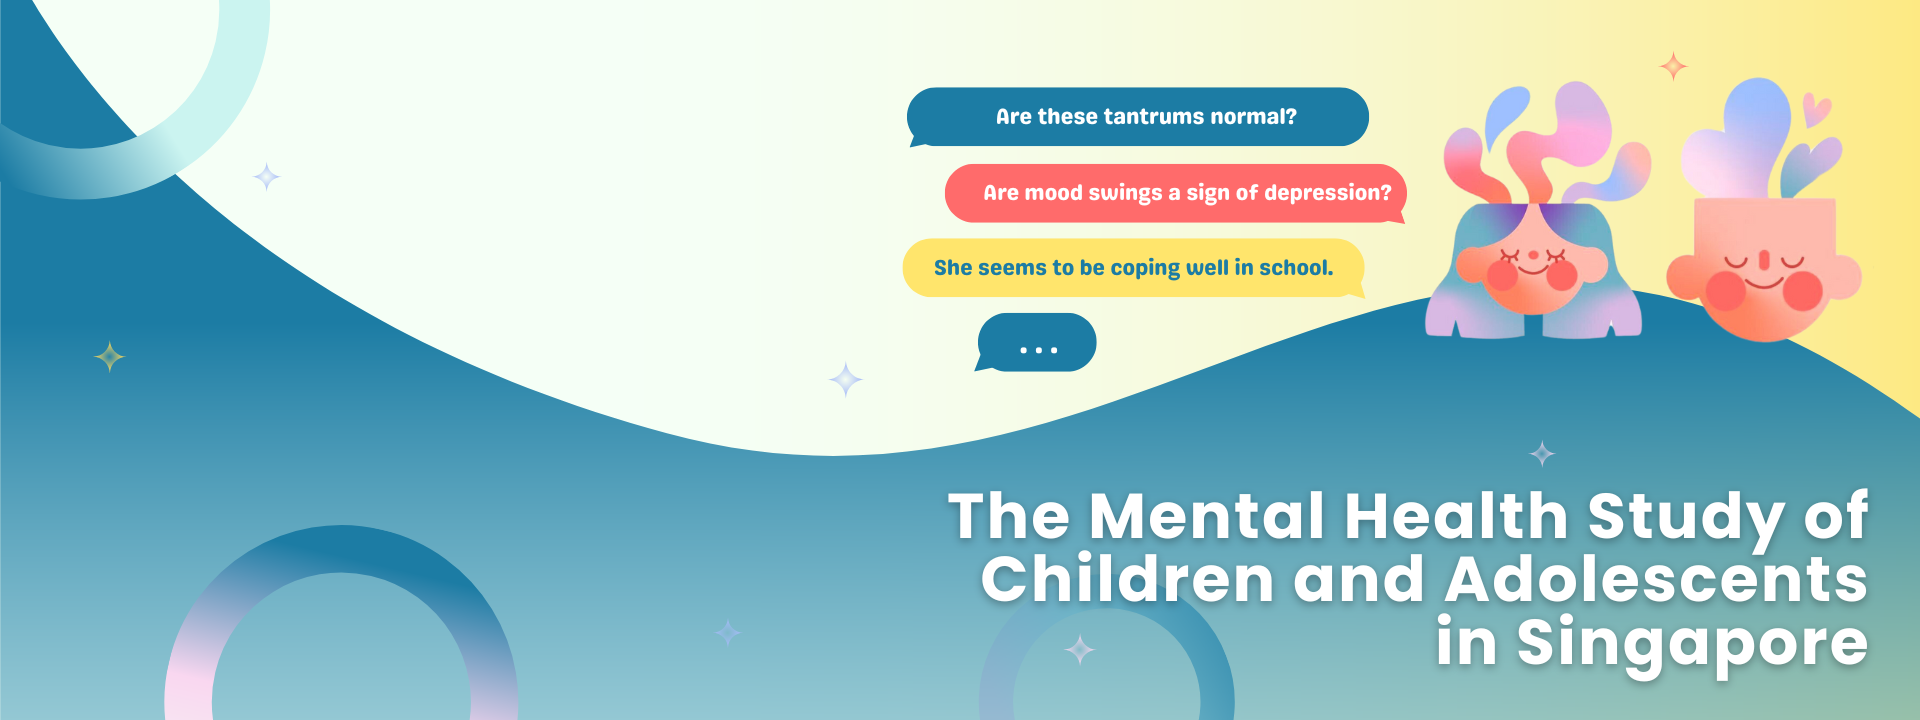 Are these tantrums normal?
Are mood swings a sign of depression?
She seems to be coping well in school.
...
The Mental Health Study of
Children and Adolescents
in Singapore